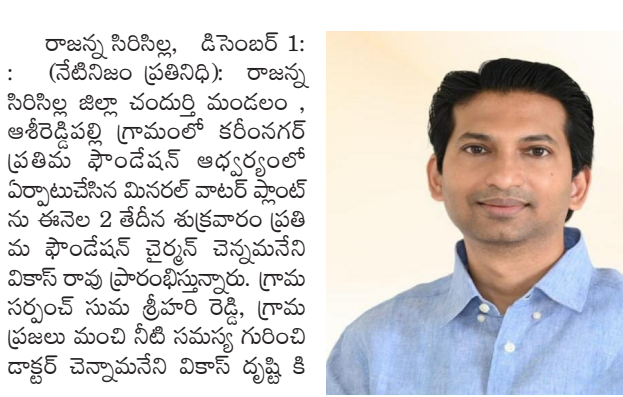 రాజన్న సిరిసిల్ల, డిసెంబర్ 1:
: (నేటినిజం ప్రతినిధి): రాజన్న
సిరిసిల్ల జిల్లా చందుర్తి మండలం ,
ఆశీరెడ్డిపల్లి గ్రామంలో కరీంనగర్
ప్రతిమ ఫౌండేషన్ ఆధ్వర్యంలో
ఏర్పాటుచేసిన మినరల్ వాటర్ ప్లాంట్
ను ఈనెల 2 తేదీన శుక్రవారం ప్రతి
మ ఫౌండేషన్ చైర్మన్ చెన్నమనేని
వికాస్ రావు ప్రారంభిస్తున్నారు. గ్రామ
సర్పంచ్ సుమ శ్రీహరి రెడ్డి, గ్రామ
ప్రజలు మంచి నీటి సమస్య గురించి
డాక్టర్ చెన్నామనేని వికాస్ దృష్టి కి